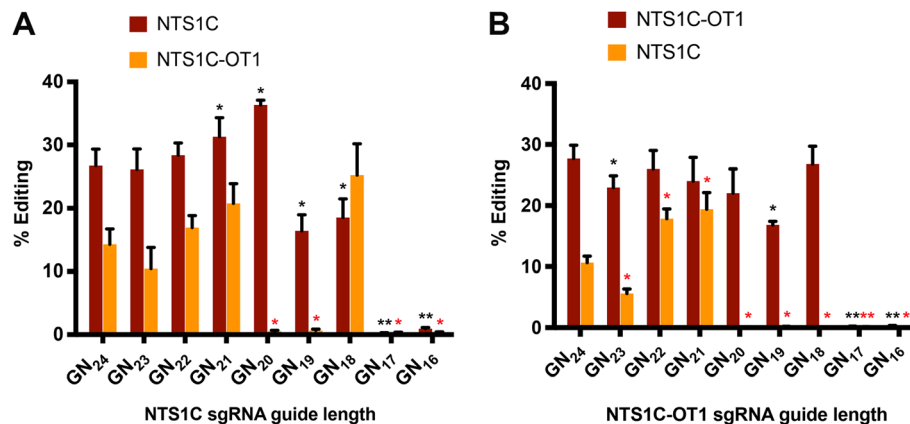 A
NTS1C
NTS1C-OT1
% Editing
40
30
20
10
0
* * * * * * ** * ** *
GN24 GN23 GN22 GN21 GN20 GN19 GN18 GN17 GN16
NTS1C sgRNA guide length
B
NTS1C-OT1
NTS1C
% Editing
40
30
20
10
0
* * * * * * * * ** ** ** *
GN24 GN23 GN22 GN21 GN20 GN19 GN18 GN17 GN16
NTS1C-OT1 sgRNA guide length